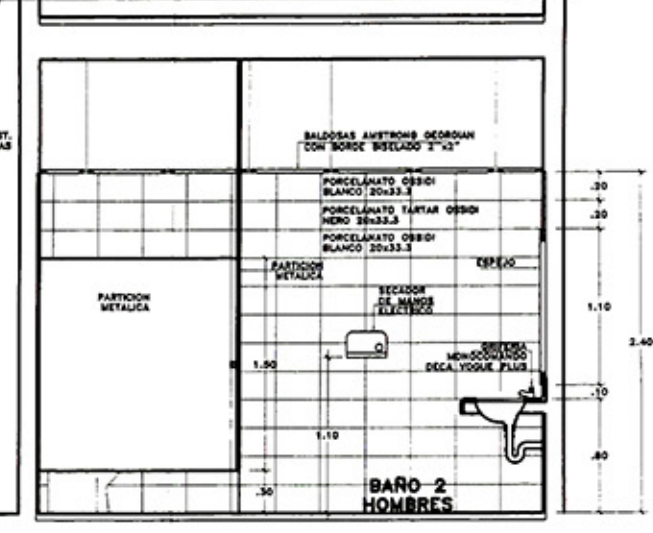 ST.
AS
BALDOSAS AMSTRONG GEORGIAN
CON BORDE BISELADO 2"x2"
PORCELANATO OSSIDI
BLANCO 20x33.3
PORCELANATO TARTAR OSSIDI
NERO 20x33.3
PORCELANATO OSSIDI
BLANCO 20x33.3
.20
.20
PARTICION
METALICA
ESPEJO
PARTICION
METALICA
SECADOR
DE MANOS
ELECTRICO
1.10
2.40
GRIFERIA
MONOCOMANDO
DECA VOGUE PLUS
1.50
.10
1.10
.80
.30
BAÑO 2
HOMBRES